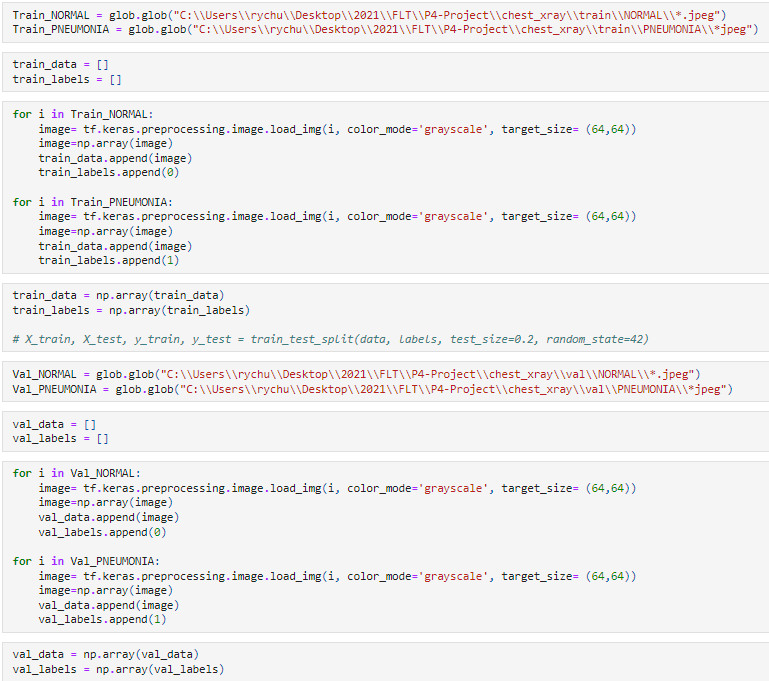 Train_NORMAL = glob.glob("C:\\Users\\rychu\\Desktop\\2021\\FLT\\P4-Project\\chest_xray\\train\\NORMAL\\*.jpeg")
Train_PNEUMONIA = glob.glob("C:\\Users\\rychu\\Desktop\\2021\\FLT\\P4-Project\\chest_xray\\train\\PNEUMONIA\\*jpeg")
train_data = []
train_labels = []
for i in Train_NORMAL:
    image= tf.keras.preprocessing.image.load_img(i, color_mode='grayscale', target_size= (64,64))
    image=np.array(image)
    train_data.append(image)
    train_labels.append(0)
for i in Train_PNEUMONIA:
    image= tf.keras.preprocessing.image.load_img(i, color_mode='grayscale', target_size= (64,64))
    image=np.array(image)
    train_data.append(image)
    train_labels.append(1)
train_data = np.array(train_data)
train_labels = np.array(train_labels)
# X_train, X_test, y_train, y_test = train_test_split(data, labels, test_size=0.2, random_state=42)
Val_NORMAL = glob.glob("C:\\Users\\rychu\\Desktop\\2021\\FLT\\P4-Project\\chest_xray\\val\\NORMAL\\*.jpeg")
Val_PNEUMONIA = glob.glob("C:\\Users\\rychu\\Desktop\\2021\\FLT\\P4-Project\\chest_xray\\val\\PNEUMONIA\\*jpeg")
val_data = []
val_labels = []
for i in Val_NORMAL:
    image= tf.keras.preprocessing.image.load_img(i, color_mode='grayscale', target_size= (64,64))
    image=np.array(image)
    val_data.append(image)
    val_labels.append(0)
for i in Val_PNEUMONIA:
    image= tf.keras.preprocessing.image.load_img(i, color_mode='grayscale', target_size= (64,64))
    image=np.array(image)
    val_data.append(image)
    val_labels.append(1)
val_data = np.array(val_data)
val_labels = np.array(val_labels)